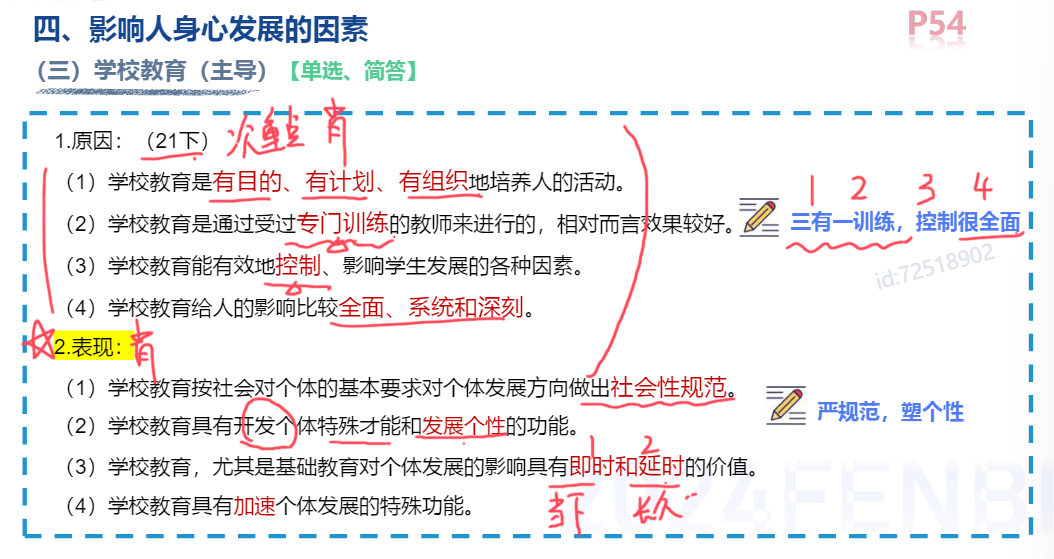 四、影响人身心发展的因素
P54
（三）学校教育（主导）【单选、简答】
1.原因：（21下） 次重点 背
（1）学校教育是有目的、有计划、有组织地培养人的活动。
1 2 3 4
（2）学校教育是通过受过专门训练的教师来进行的，相对而言效果较好。
三有一训练，控制很全面
（3）学校教育能有效地控制、影响学生发展的各种因素。
id:72518902
（4）学校教育给人的影响比较全面、系统和深刻。
2.表现： 背
（1）学校教育按社会对个体的基本要求对个体发展方向做出社会性规范。
严规范，塑个性
（2）学校教育具有开发个体特殊才能和发展个性的功能。
1 2
（3）学校教育，尤其是基础教育对个体发展的影响具有即时和延时的价值。
（4）学校教育具有加速个体发展的特殊功能。
当下 长久
2024FENBI